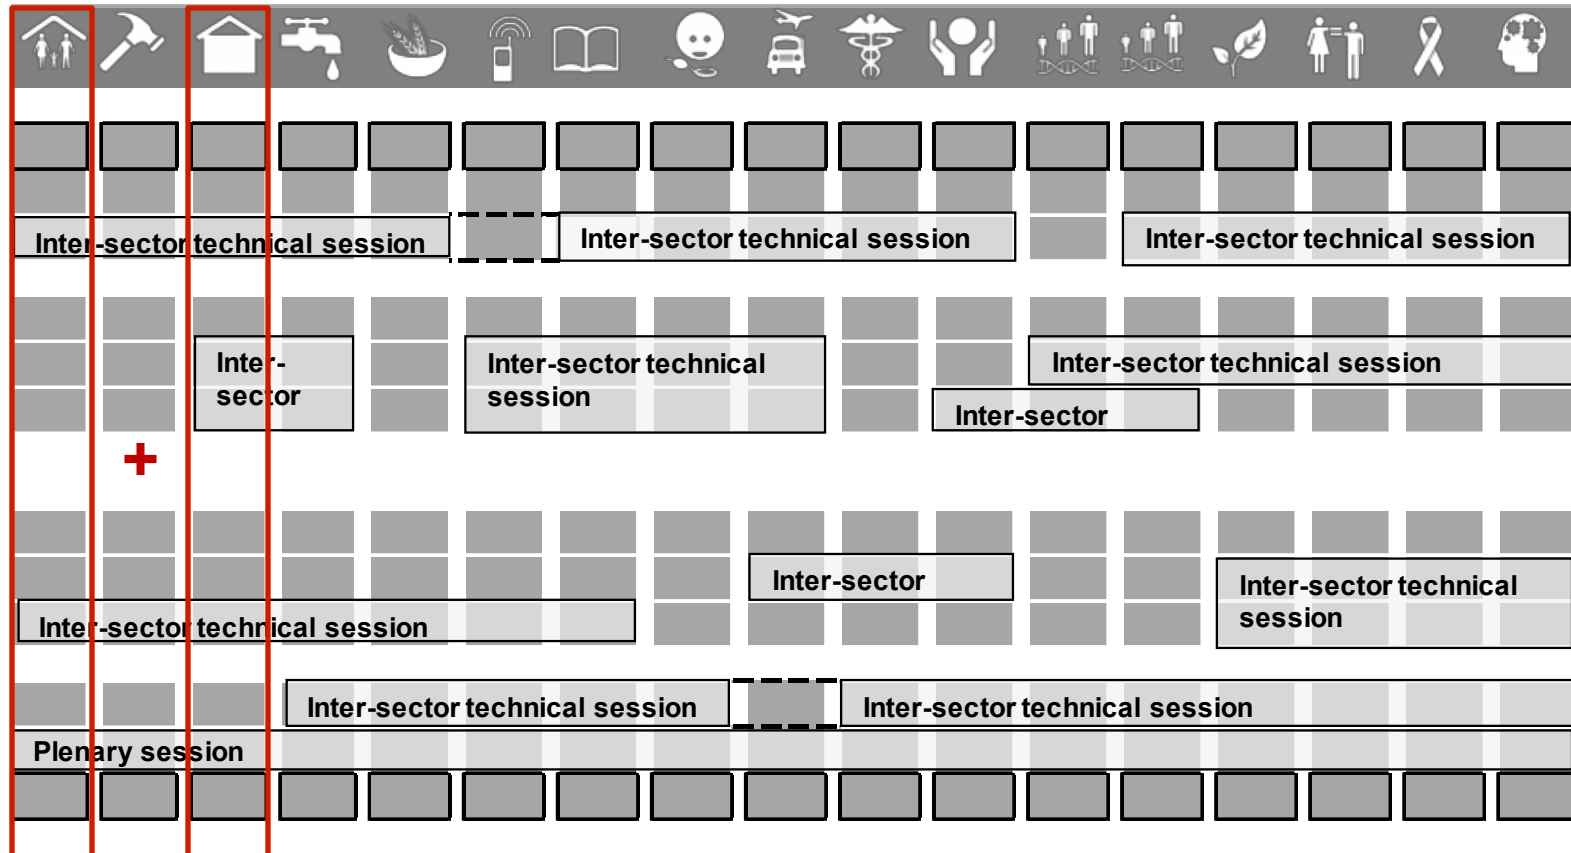 Inter-sector technical session
Inter-sector technical session
Inter-sector technical session
Inter-
sector
Inter-sector technical
session
Inter-sector technical session
Inter-sector
+
Inter-sector
Inter-sector technical
session
Inter-sector technical session
Inter-sector technical session
Inter-sector technical session
Plenary session